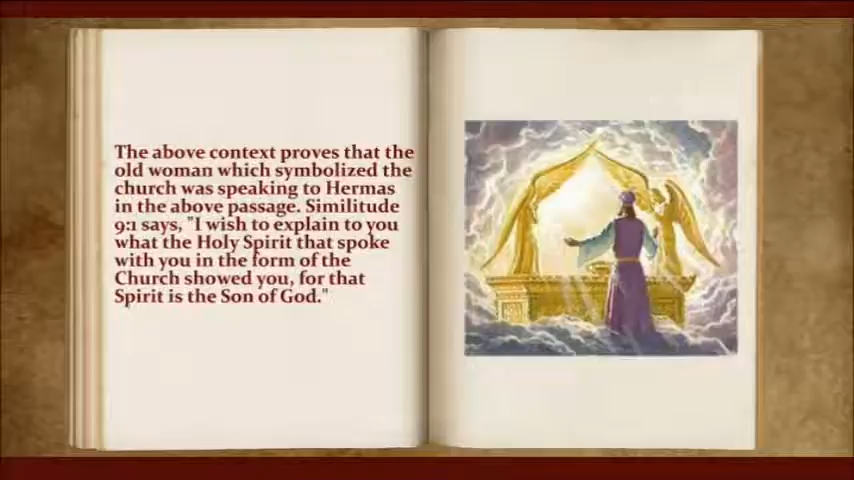 The above context proves that the
old woman which symbolized the
church was speaking to Hermas
in the above passage. Similitude
9:1 says, "I wish to explain to you
what the Holy Spirit that spoke
with you in the form of the
Church showed you, for that
Spirit is the Son of God."